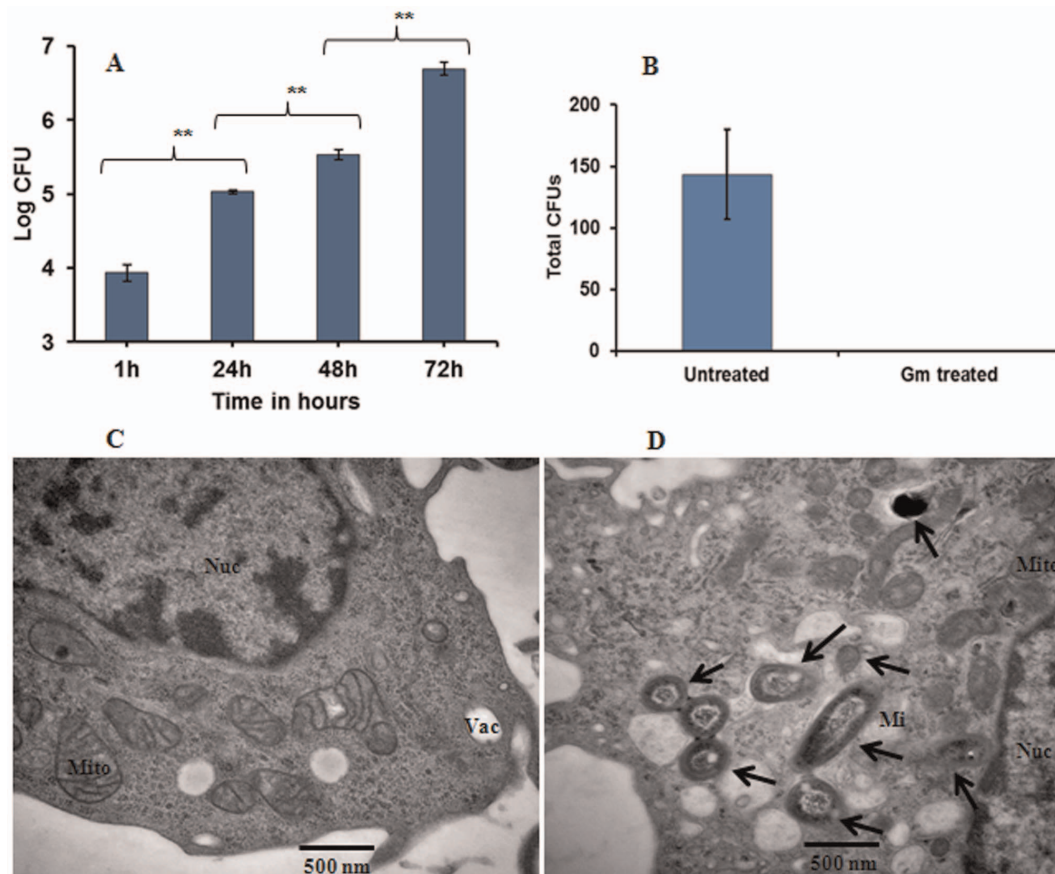 A
Log CFU
7
6
5
4
3
**
**
**
1h 24h 48h 72h
Time in hours
B
Total CFUs
200
150
100
50
0
Untreated Gm treated
C
Nuc
Mito
Vac
500 nm
D
Mito
Mi
Nuc
500 nm